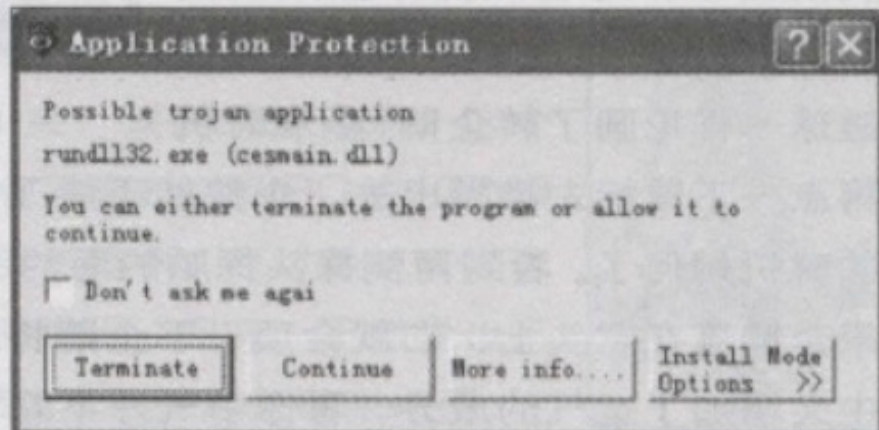 Application Protection
Possible trojan application
rundll32.exe (cesmain.dll)
You can either terminate the program or allow it to
continue.
Don't ask me agai
Terminate
Continue
More info....
Install Mode
Options >>